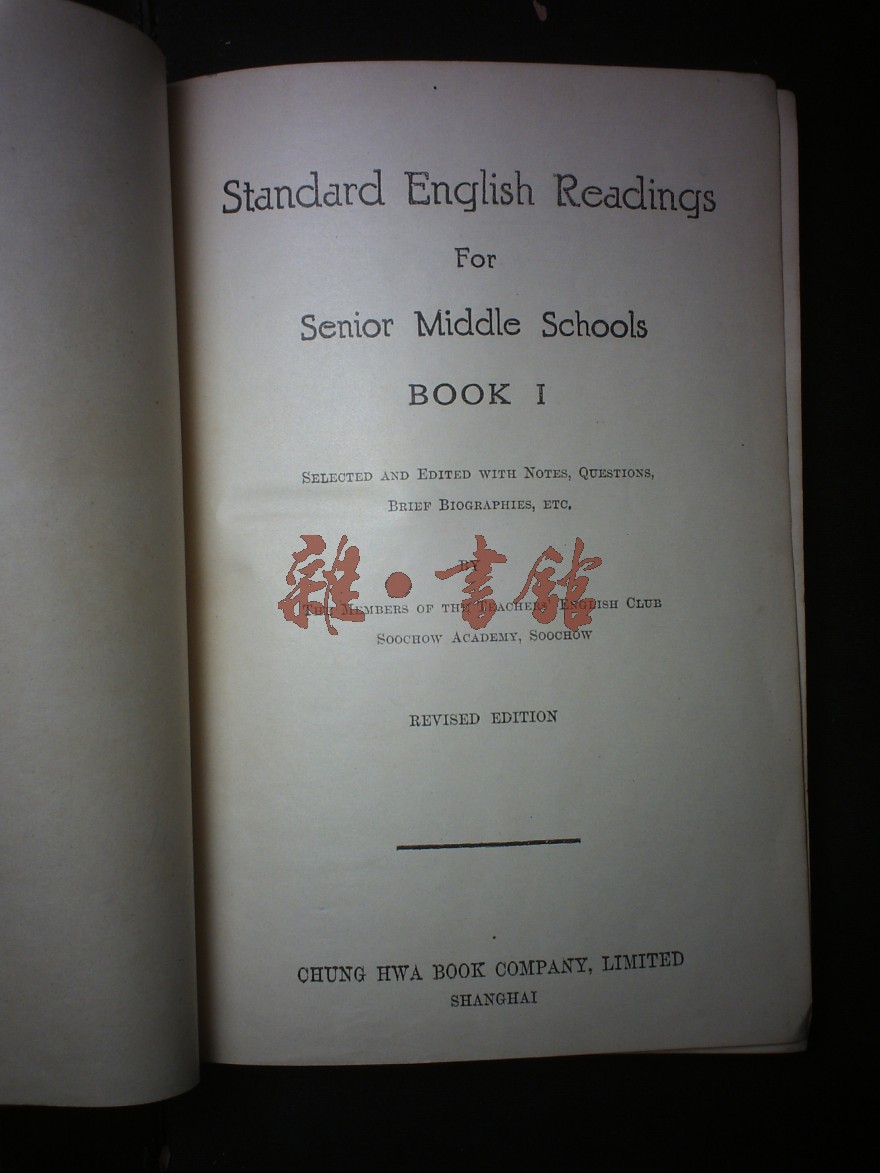 Standard English Readings
For
Senior Middle Schools
BOOK I
SELECTED AND EDITED WITH NOTES, QUESTIONS,
BRIEF BIOGRAPHIES, ETC.
BY
THE MEMBERS OF THE TEACHERS' ENGLISH CLUB
SOOCHOW ACADEMY, SOOCHOW
雜·書館
REVISED EDITION
CHUNG HWA BOOK COMPANY, LIMITED
SHANGHAI